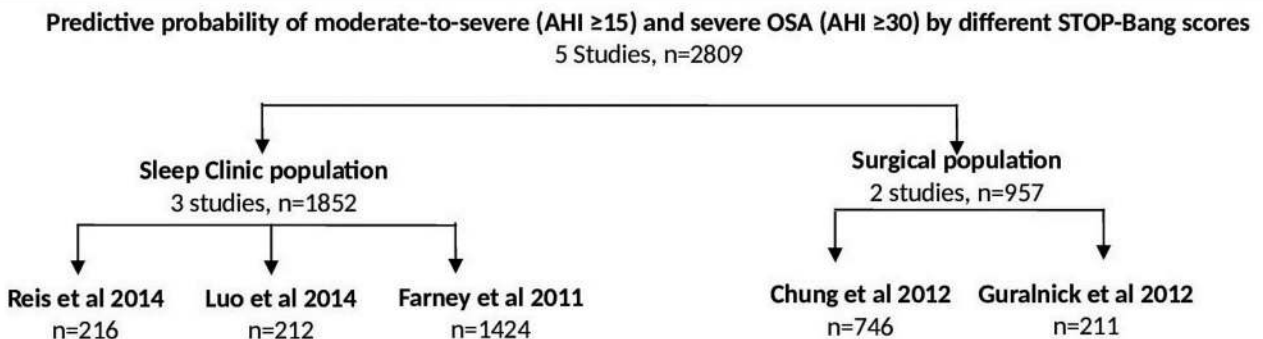 Predictive probability of moderate-to-severe (AHI ≥15) and severe OSA (AHI ≥30) by different STOP-Bang scores
5 Studies, n=2809
Sleep Clinic population
3 studies, n=1852
Surgical population
2 studies, n=957
Reis et al 2014
n=216
Luo et al 2014
n=212
Farney et al 2011
n=1424
Chung et al 2012
n=746
Guralnick et al 2012
n=211